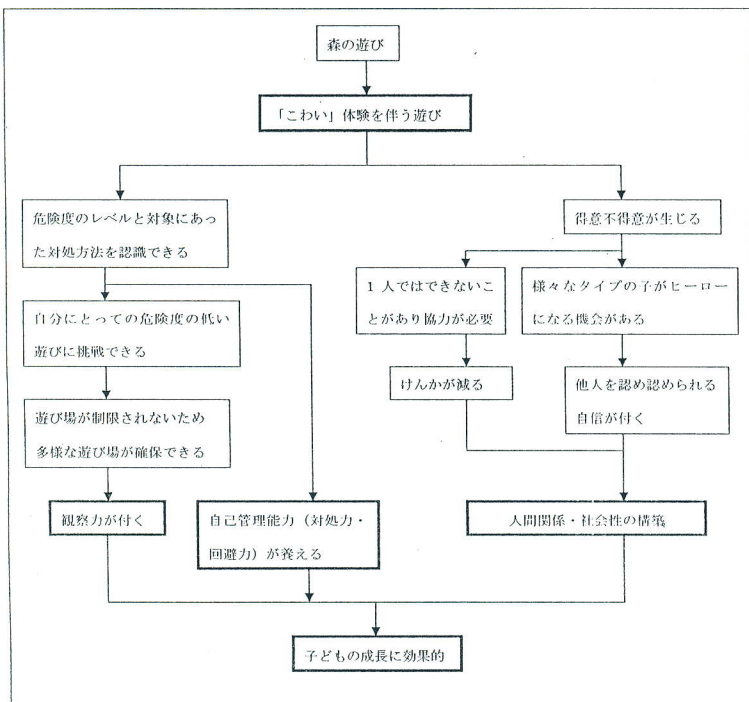 森の遊び
「こわい」体験を伴う遊び
危険度のレベルと対象にあっ
た対処方法を認識できる
得意不得意が生じる
自分にとっての危険度の低い
遊びに挑戦できる
1人ではできないこ
とがあり協力が必要
様々なタイプの子がヒーロー
になる機会がある
遊び場が制限されないため
多様な遊び場が確保できる
けんかが減る
他人を認め認められる
自信が付く
観察力が付く
自己管理能力（対処力・
回避力）が養える
人間関係・社会性の構築
子どもの成長に効果的